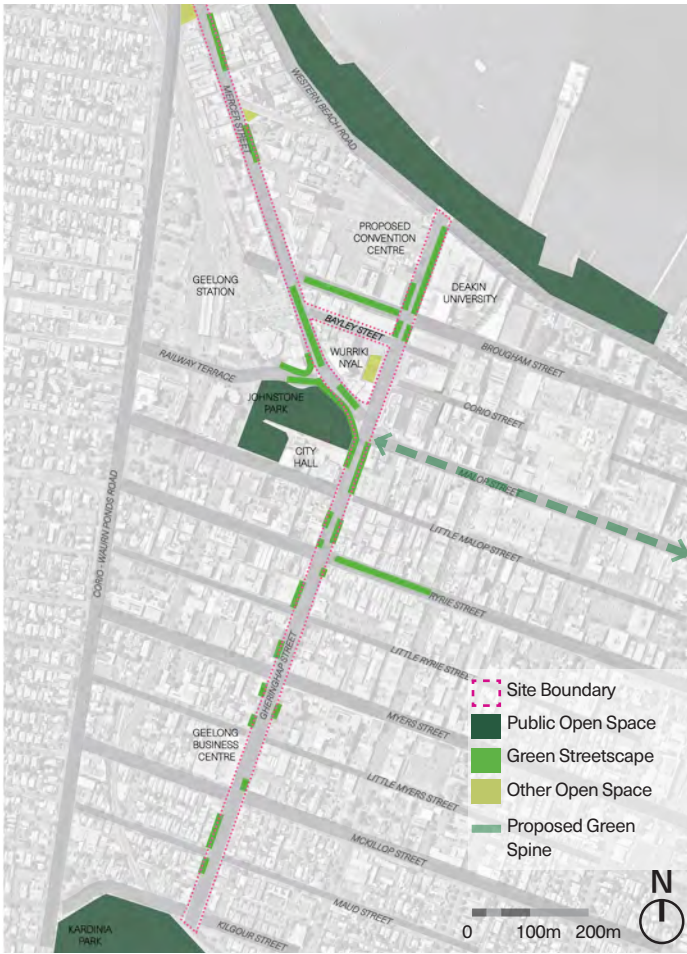 WESTERN BEACH ROAD
MERCER STREET
PROPOSED
CONVENTION
CENTRE
GEELONG
STATION
DEAKIN
UNIVERSITY
BAYLEY STEET
BROUGHAM STREET
WURRIKI
NYAL
RAILWAY TERRACE
JOHNSTONE
PARK
CORIO STREET
CITY
HALL
MALOP STREET
LITTLE MALOP STREET
CORIO - WAURN PONDS ROAD
RYRIE STREET
LITTLE RYRIE STREE
GHERINGHAP STREET
MYERS STREET
GEELONG
BUSINESS
CENTRE
LITTLE MYERS STREET
MCKILLOP STREET
MAUD STREET
KILGOUR STREET
KARDINIA
PARK
Site Boundary
Public Open Space
Green Streetscape
Other Open Space
Proposed Green
Spine
N
0 100m 200m